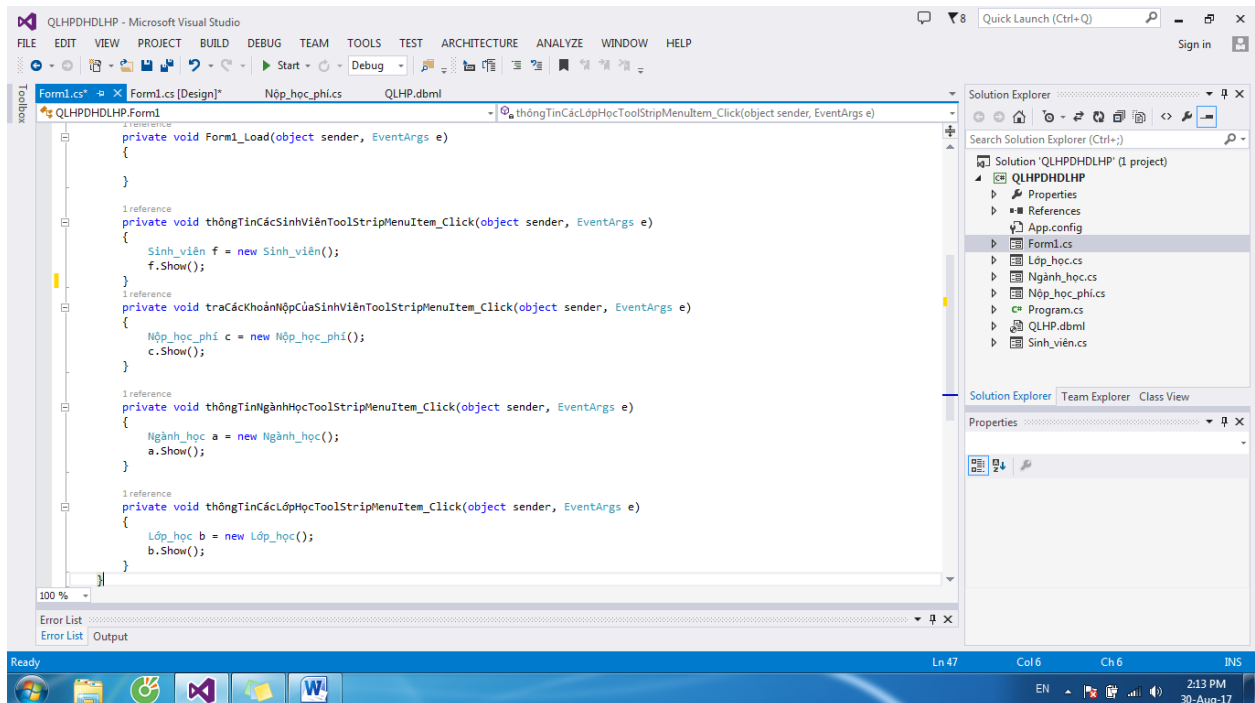 QLHPDHDLHP - Microsoft Visual Studio
8
Quick Launch (Ctrl+Q)
FILE EDIT VIEW PROJECT BUILD DEBUG TEAM TOOLS TEST ARCHITECTURE ANALYZE WINDOW HELP
Sign in
Start
Debug
Toolbox
Form1.cs*
Form1.cs [Design]*
Nộp_học_phí.cs
QLHP.dbml
QLHPDHDLHP.Form1
thôngTinCácLớpHọcToolStripMenuItem_Click(object sender, EventArgs e)
1 reference
private void Form1_Load(object sender, EventArgs e)
{
}
1 reference
private void thôngTinCácSinhViênToolStripMenuItem_Click(object sender, EventArgs e)
{
Sinh_viên f = new Sinh_viên();
f.Show();
}
1 reference
private void traCácKhoảnNộpCủaSinhViênToolStripMenuItem_Click(object sender, EventArgs e)
{
Nộp_học_phí c = new Nộp_học_phí();
c.Show();
}
1 reference
private void thôngTinNgànhHọcToolStripMenuItem_Click(object sender, EventArgs e)
{
Ngành_học a = new Ngành_học();
a.Show();
}
1 reference
private void thôngTinCácLớpHọcToolStripMenuItem_Click(object sender, EventArgs e)
{
Lớp_học b = new Lớp_học();
b.Show();
}
}
100 %
Error List
Error List Output
Solution Explorer
Search Solution Explorer (Ctrl+;)
Solution 'QLHPDHDLHP' (1 project)
QLHPDHDLHP
Properties
References
App.config
Form1.cs
Lớp_học.cs
Ngành_học.cs
Nộp_học_phí.cs
Program.cs
QLHP.dbml
Sinh_viên.cs
Solution Explorer Team Explorer Class View
Properties
Ready
Ln 47
Col 6
Ch 6
INS
EN
2:13 PM
30-Aug-17